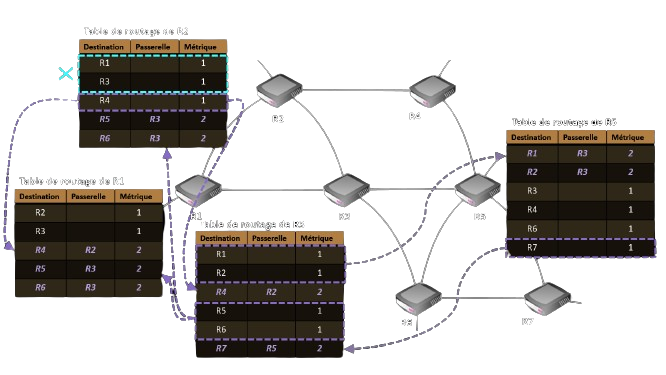 Table de routage de R2
Destination Passerelle Métrique
R1 1
R3 1
R4 1
R5 R3 2
R6 R3 2
R2
R4
Table de routage de R5
Destination Passerelle Métrique
R1 R3 2
R2 R3 2
R3 1
R4 1
R6 1
R7 1
Table de routage de R1
Destination Passerelle Métrique
R2 1
R3 1
R4 R2 2
R5 R3 2
R6 R3 2
R1
R3
R5
Table de routage de R3
Destination Passerelle Métrique
R1 1
R2 1
R4 R2 2
R5 1
R6 1
R7 R5 2
R6
R7